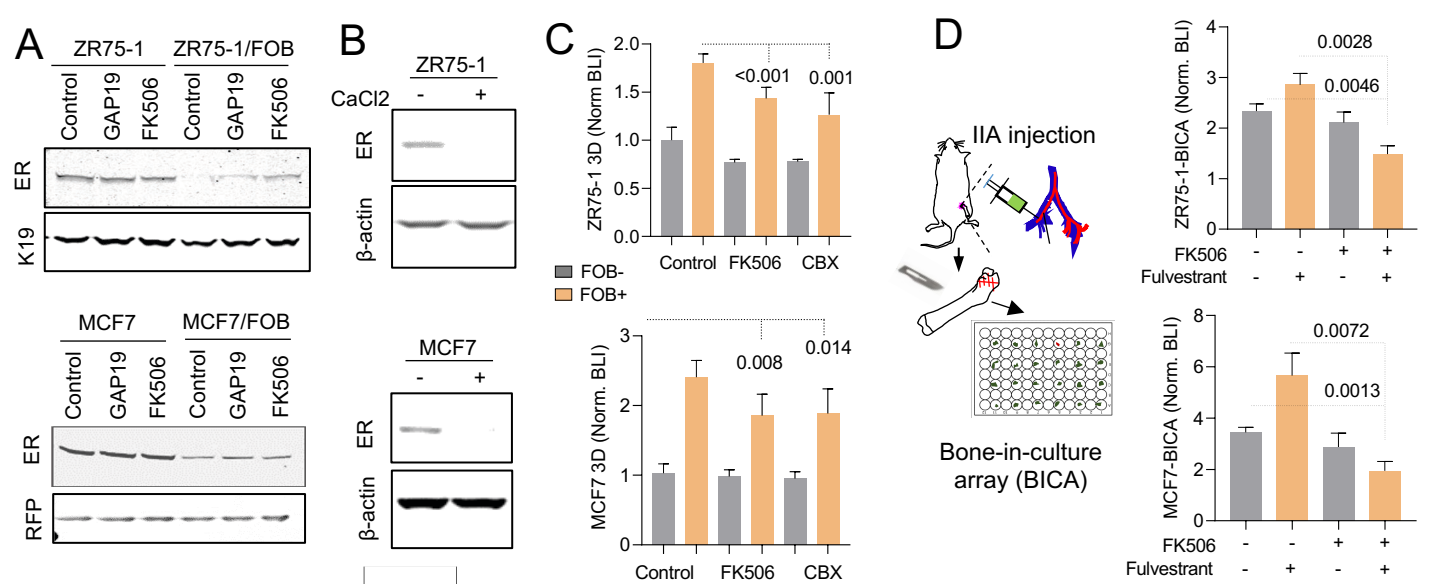 A
ZR75-1 ZR75-1/FOB
Control GAP19 FK506 Control GAP19 FK506
ER
K19
MCF7 MCF7/FOB
Control GAP19 FK506 Control GAP19 FK506
ER
RFP
B
ZR75-1
CaCl2 - +
ER
β-actin
MCF7
- +
ER
β-actin
C
ZR75-1 3D (Norm BLI)
2.0
1.5
1.0
0.5
0.0
<0.001 0.001
Control FK506 CBX
FOB-
FOB+
MCF7 3D (Norm. BLI)
3
2
1
0
0.008 0.014
Control FK506 CBX
D
IIA injection
Bone-in-culture
array (BICA)
ZR75-1-BICA (Norm. BLI)
4
3
2
1
0
0.0028
0.0046
FK506 - - + +
Fulvestrant - + - +
MCF7-BICA (Norm. BLI)
8
6
4
2
0
0.0072
0.0013
FK506 - - + +
Fulvestrant - + - +